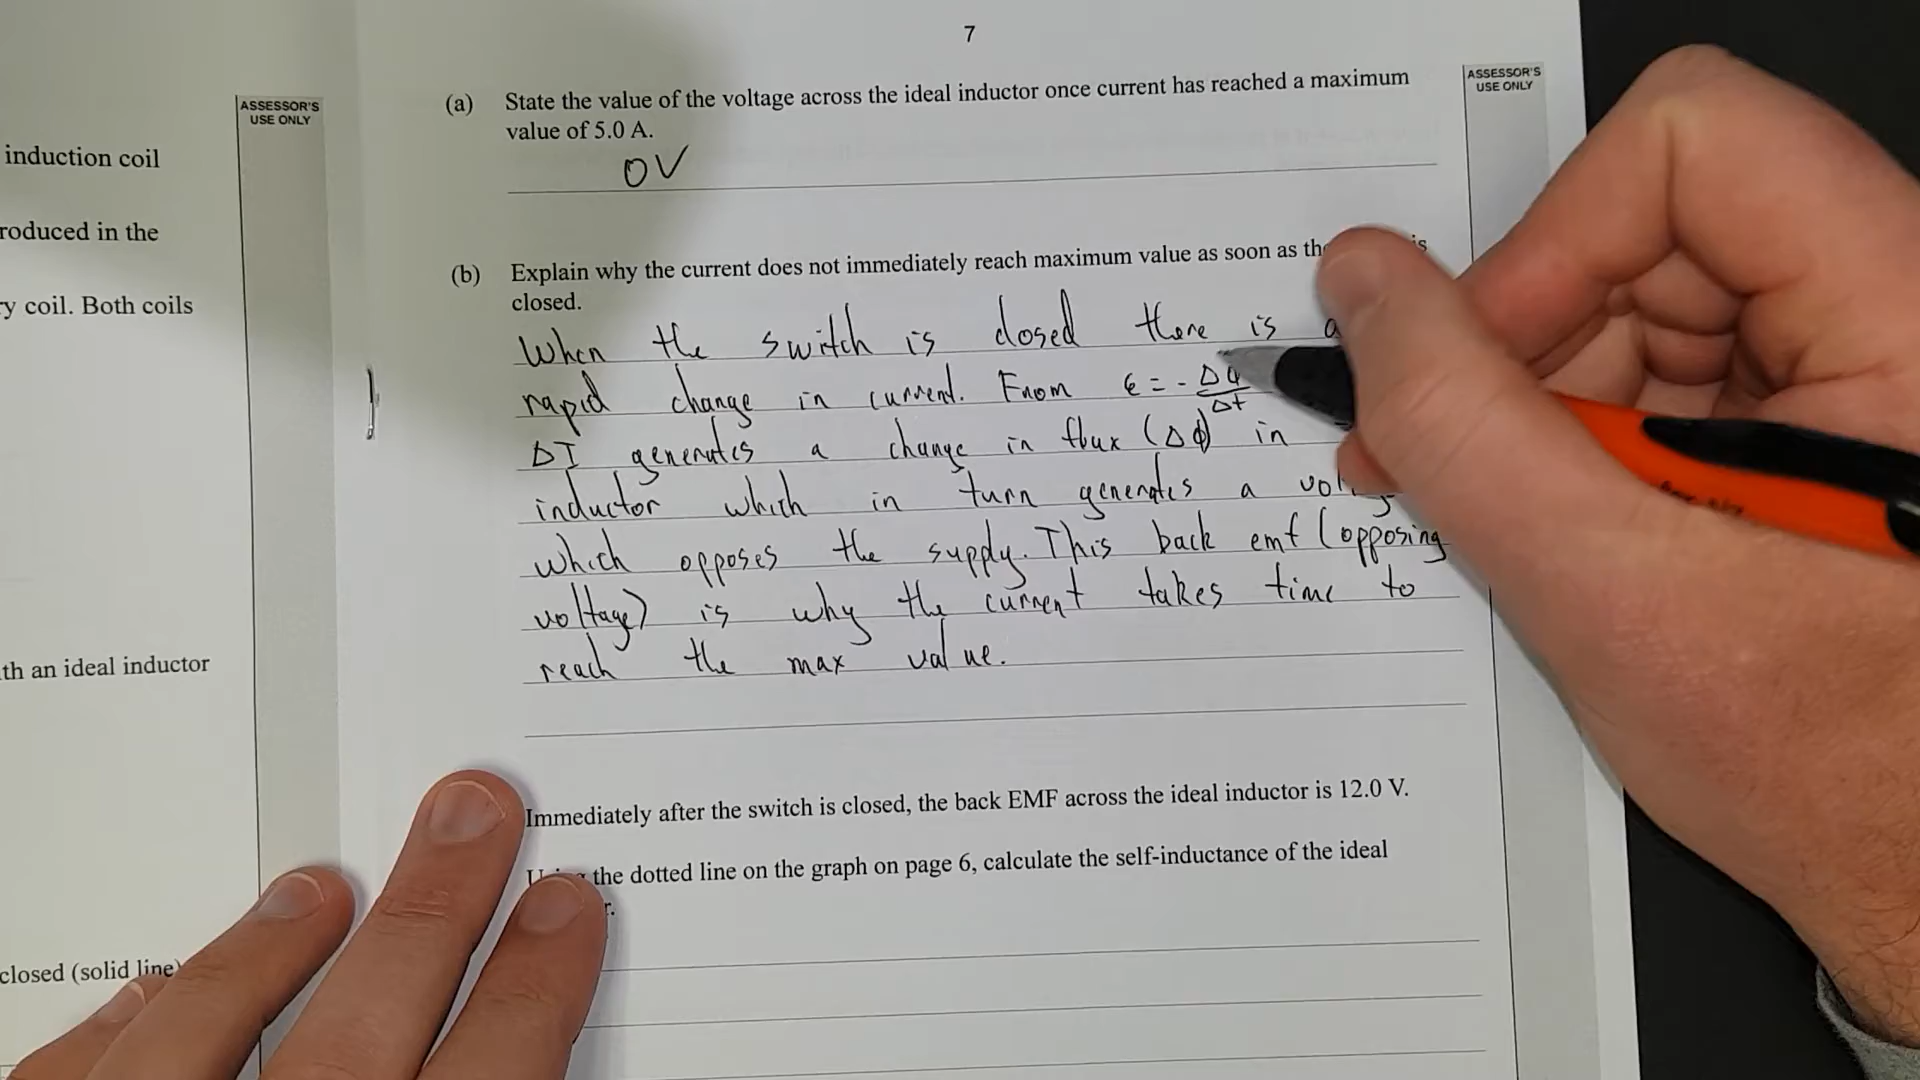 7
ASSESSOR'S
USE ONLY
induction coil
roduced in the
y coil. Both coils
th an ideal inductor
closed (solid line)
ASSESSOR'S
USE ONLY
(a) State the value of the voltage across the ideal inductor once current has reached a maximum
value of 5.0 A.
0V
(b) Explain why the current does not immediately reach maximum value as soon as the is
closed.
When the switch is closed there is a
rapid change in current. From ϵ = - Δϕ/Δt
ΔI generates a change in flux (Δϕ) in
inductor which in turn generates a
which opposes the supply. This back emf (opposing
voltage) is why the current takes time to
reach the max value.
Immediately after the switch is closed, the back EMF across the ideal inductor is 12.0 V.
the dotted line on the graph on page 6, calculate the self-inductance of the ideal
r.